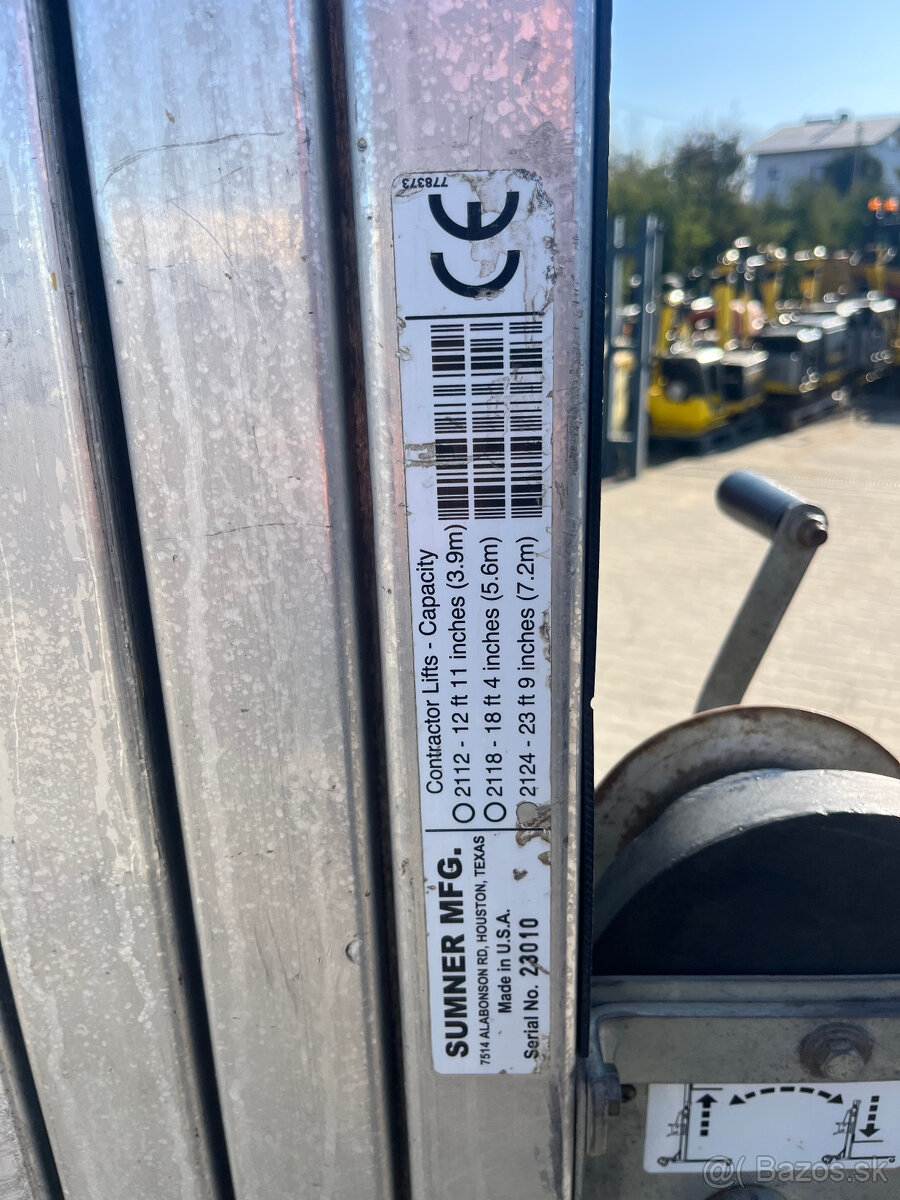 778373
CE
Contractor Lifts - Capacity
2112 - 12 ft 11 inches (3.9m)
2118 - 18 ft 4 inches (5.6m)
2124 - 23 ft 9 inches (7.2m)
SUMNER MFG.
7514 ALABONSON RD, HOUSTON, TEXAS
Made in U.S.A.
Serial No. 23010
Bazos.sk